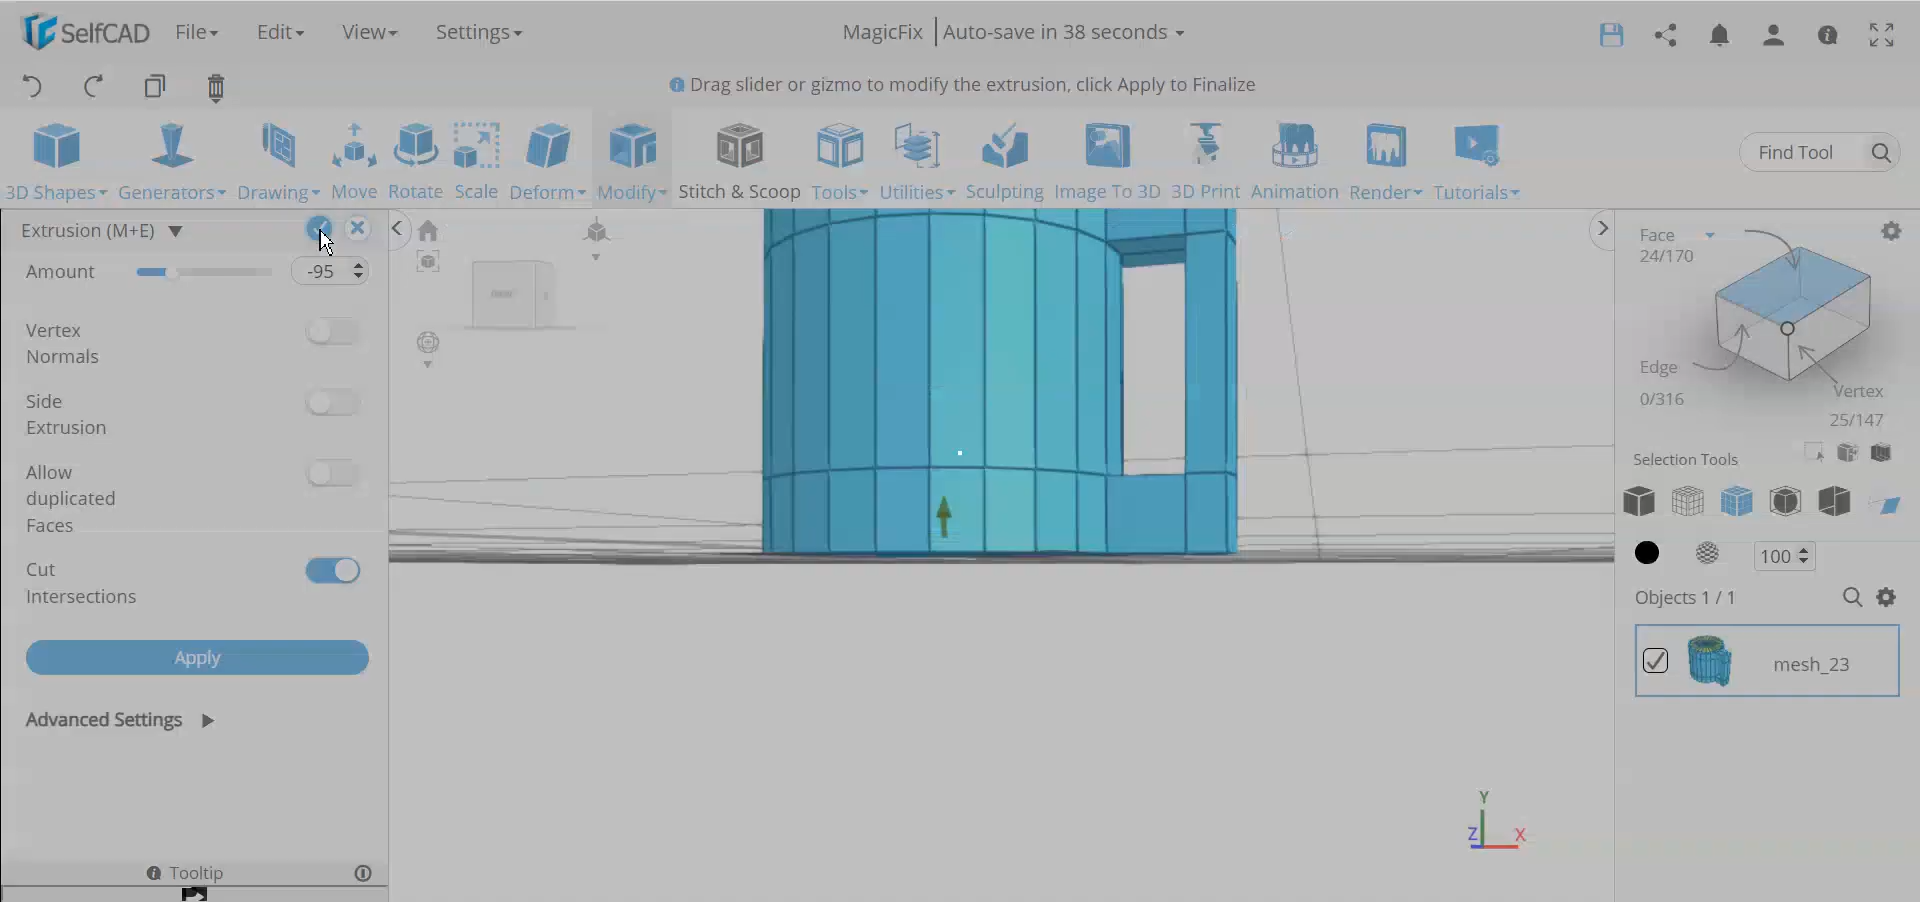 SelfCAD File Edit View Settings MagicFix Auto-save in 38 seconds
Drag slider or gizmo to modify the extrusion, click Apply to Finalize
3D Shapes Generators Drawing Move Rotate Scale Deform Modify Stitch & Scoop Tools Utilities Sculpting Image To 3D 3D Print Animation Render Tutorials Find Tool
Extrusion (M+E)
Amount -95
Vertex
Normals
Side
Extrusion
Allow
duplicated
Faces
Cut
Intersections
Apply
Advanced Settings
Tooltip
Y
Z X
Face
24/170
Edge
0/316
Vertex
25/147
Selection Tools
100
Objects 1 / 1
mesh_23